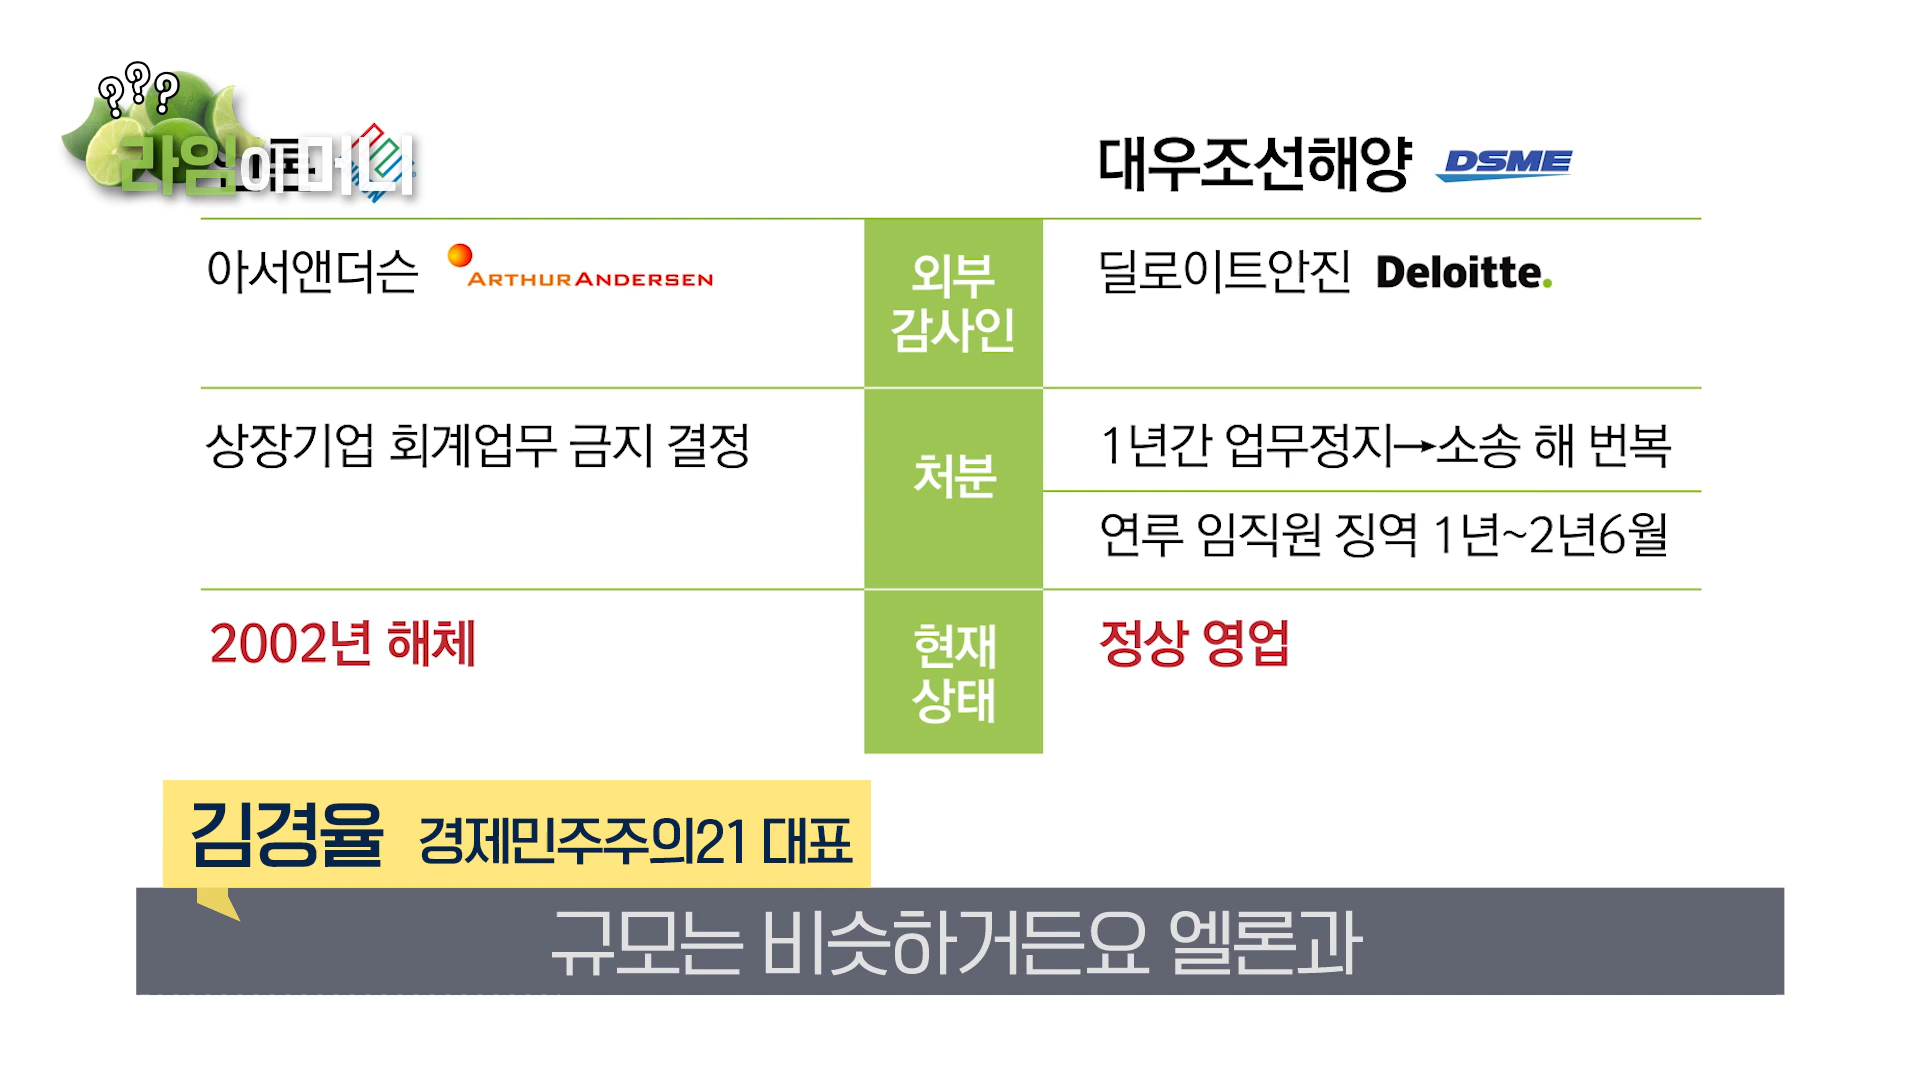 ???
라임어머니
대우조선해양 DSME
아서앤더슨 ARTHURANDERSEN
외부
감사인
딜로이트안진 Deloitte.
상장기업 회계업무 금지 결정
처분
1년간 업무정지→소송 해 번복
연루 임직원 징역 1년~2년6월
2002년 해체
현재
상태
정상 영업
김경율 경제민주주의21 대표
규모는 비슷하거든요 엘론과